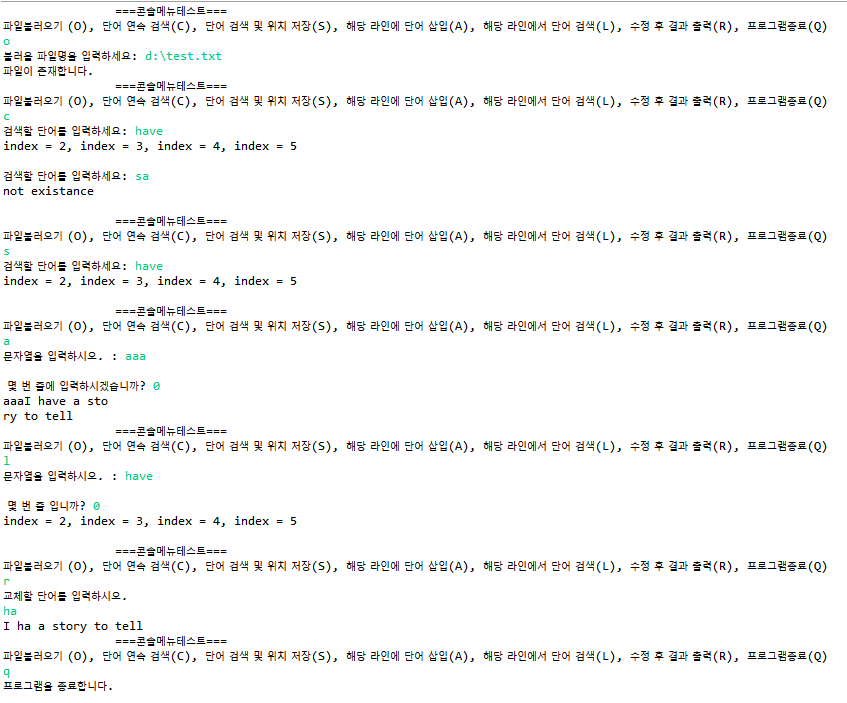 ===콘솔메뉴테스트===
파일불러오기 (O), 단어 연속 검색(C), 단어 검색 및 위치 저장(S), 해당 라인에 단어 삽입(A), 해당 라인에서 단어 검색(L), 수정 후 결과 출력(R), 프로그램종료(Q)
o
불러올 파일명을 입력하세요: d:\test.txt
파일이 존재합니다.
===콘솔메뉴테스트===
파일불러오기 (O), 단어 연속 검색(C), 단어 검색 및 위치 저장(S), 해당 라인에 단어 삽입(A), 해당 라인에서 단어 검색(L), 수정 후 결과 출력(R), 프로그램종료(Q)
c
검색할 단어를 입력하세요: have
index = 2, index = 3, index = 4, index = 5
검색할 단어를 입력하세요: sa
not existance
===콘솔메뉴테스트===
파일불러오기 (O), 단어 연속 검색(C), 단어 검색 및 위치 저장(S), 해당 라인에 단어 삽입(A), 해당 라인에서 단어 검색(L), 수정 후 결과 출력(R), 프로그램종료(Q)
s
검색할 단어를 입력하세요: have
index = 2, index = 3, index = 4, index = 5
===콘솔메뉴테스트===
파일불러오기 (O), 단어 연속 검색(C), 단어 검색 및 위치 저장(S), 해당 라인에 단어 삽입(A), 해당 라인에서 단어 검색(L), 수정 후 결과 출력(R), 프로그램종료(Q)
a
문자열을 입력하시오. : aaa
몇 번 줄에 입력하시겠습니까? 0
aaaI have a sto
ry to tell
===콘솔메뉴테스트===
파일불러오기 (O), 단어 연속 검색(C), 단어 검색 및 위치 저장(S), 해당 라인에 단어 삽입(A), 해당 라인에서 단어 검색(L), 수정 후 결과 출력(R), 프로그램종료(Q)
l
문자열을 입력하시오. : have
몇 번 줄 입니까? 0
index = 2, index = 3, index = 4, index = 5
===콘솔메뉴테스트===
파일불러오기 (O), 단어 연속 검색(C), 단어 검색 및 위치 저장(S), 해당 라인에 단어 삽입(A), 해당 라인에서 단어 검색(L), 수정 후 결과 출력(R), 프로그램종료(Q)
r
교체할 단어를 입력하시오.
ha
I ha a story to tell
===콘솔메뉴테스트===
파일불러오기 (O), 단어 연속 검색(C), 단어 검색 및 위치 저장(S), 해당 라인에 단어 삽입(A), 해당 라인에서 단어 검색(L), 수정 후 결과 출력(R), 프로그램종료(Q)
q
프로그램을 종료합니다.